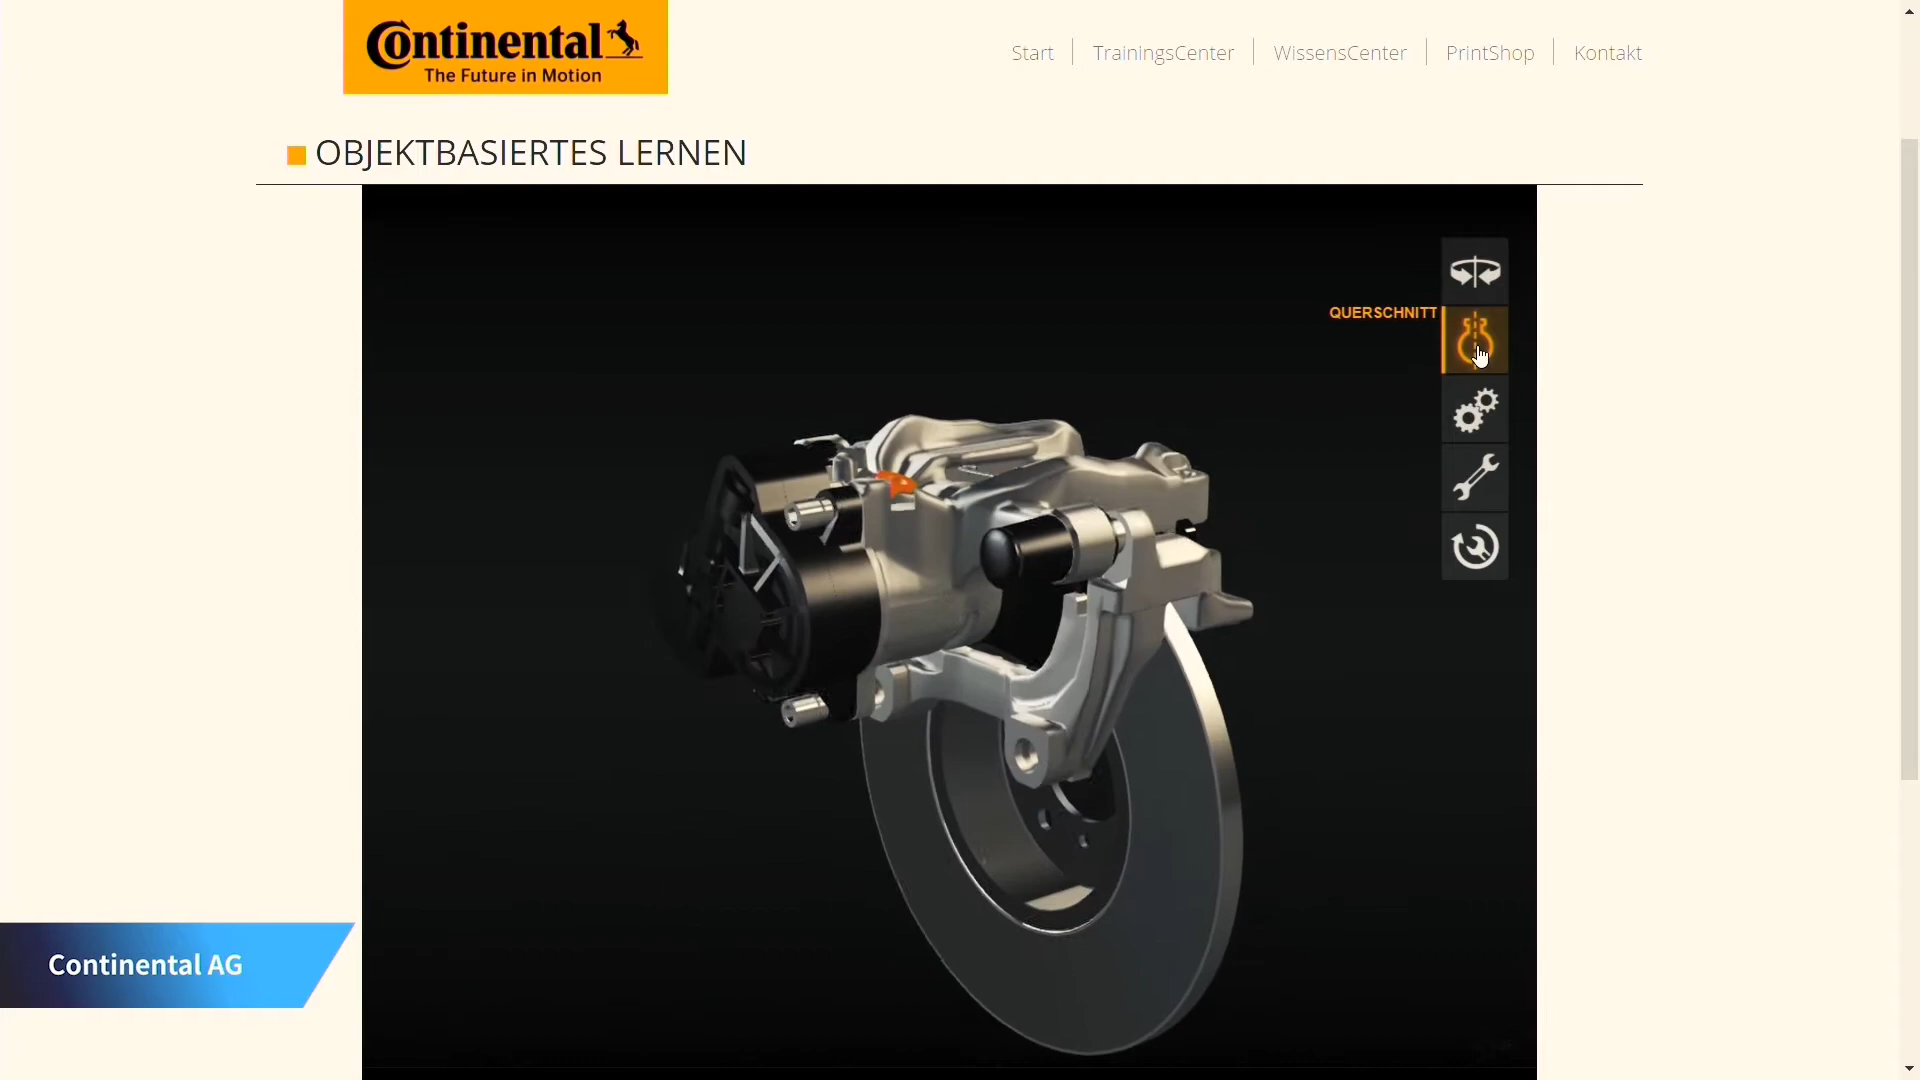 Continental
The Future in Motion
Start
TrainingsCenter
WissensCenter
PrintShop
Kontakt
OBJEKTBASIERTES LERNEN
QUERSCHNITT
Continental AG